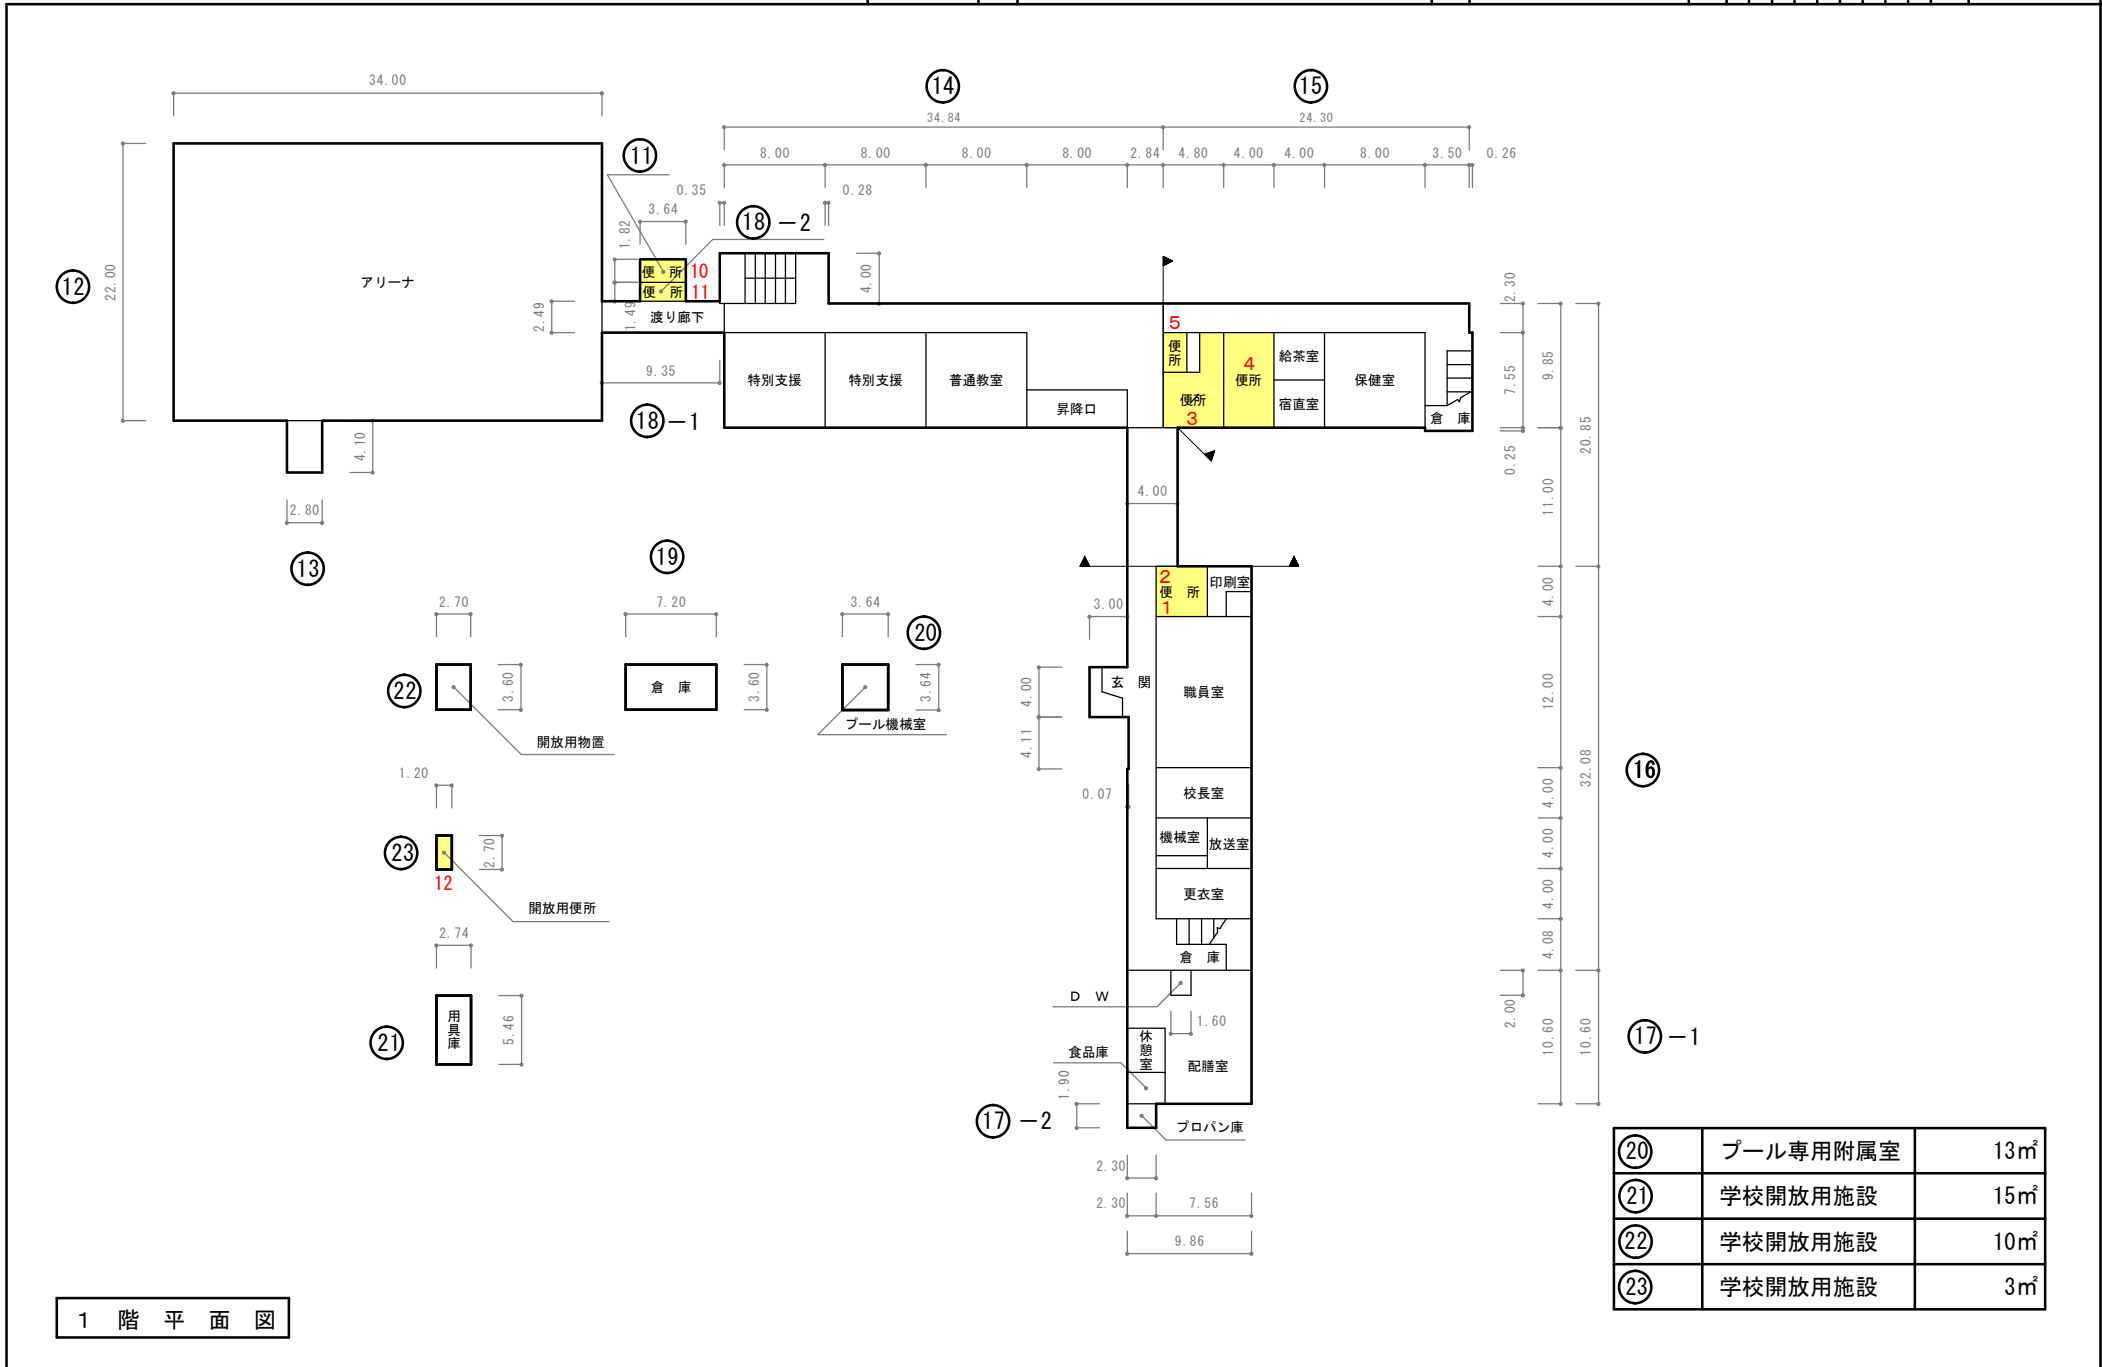 34.00
⑭
⑮
34.84
24.30
8.00 8.00 8.00 8.00 2.84 4.80 4.00 4.00 8.00 3.50 0.26
⑪
0.35
0.28
3.64
⑱－2
1.82
4.00
⑫
22.00
アリーナ
便 所
10
便 所
11
1.49
2.49
渡り廊下
2.30
5
便所
9.35
特別支援
特別支援
普通教室
昇降口
便所
3
4
便所
給茶室
宿直室
保健室
倉 庫
7.55
9.85
20.85
0.25
⑱－1
4.10
2.80
⑬
4.00
11.00
⑲
2.70
7.20
3.64
⑳
㉒
3.60
倉 庫
3.60
3.64
プール機械室
開放用物置
2
便 所
1
印刷室
4.00
3.00
玄 関
4.00
4.11
職員室
12.00
32.08
⑯
0.07
校長室
4.00
機械室
放送室
4.00
更衣室
4.00
倉 庫
4.08
1.20
㉓
2.70
12
開放用便所
2.74
㉑
用具庫
5.46
D W
1.60
2.00
10.60
10.60
⑰－1
休憩室
食品庫
配膳室
1.90
⑰－2
プロパン庫
2.30
2.30
7.56
9.86
⑳ プール専用附属室 13㎡
㉑ 学校開放用施設 15㎡
㉒ 学校開放用施設 10㎡
㉓ 学校開放用施設 3㎡
1 階 平 面 図